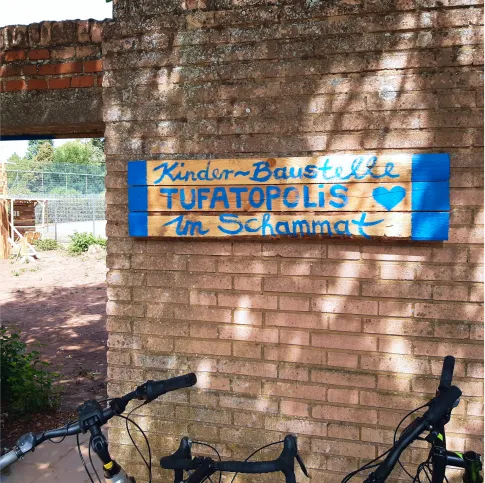 Kinder~Baustelle
TUFATOPOLiS ♥
im Schammat